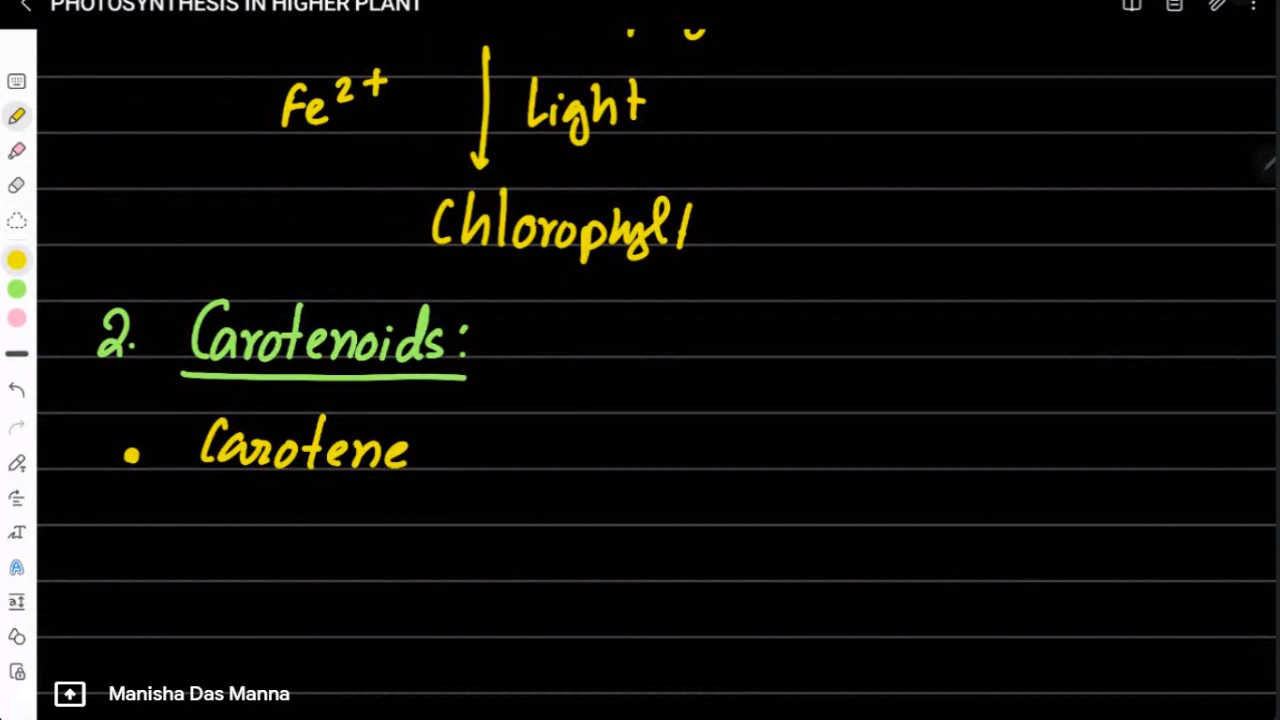 PHOTOSYNTHESIS IN HIGHER PLANT
Fe2+ Light
Chlorophyll
2. Carotenoids:
• Carotene
Manisha Das Manna